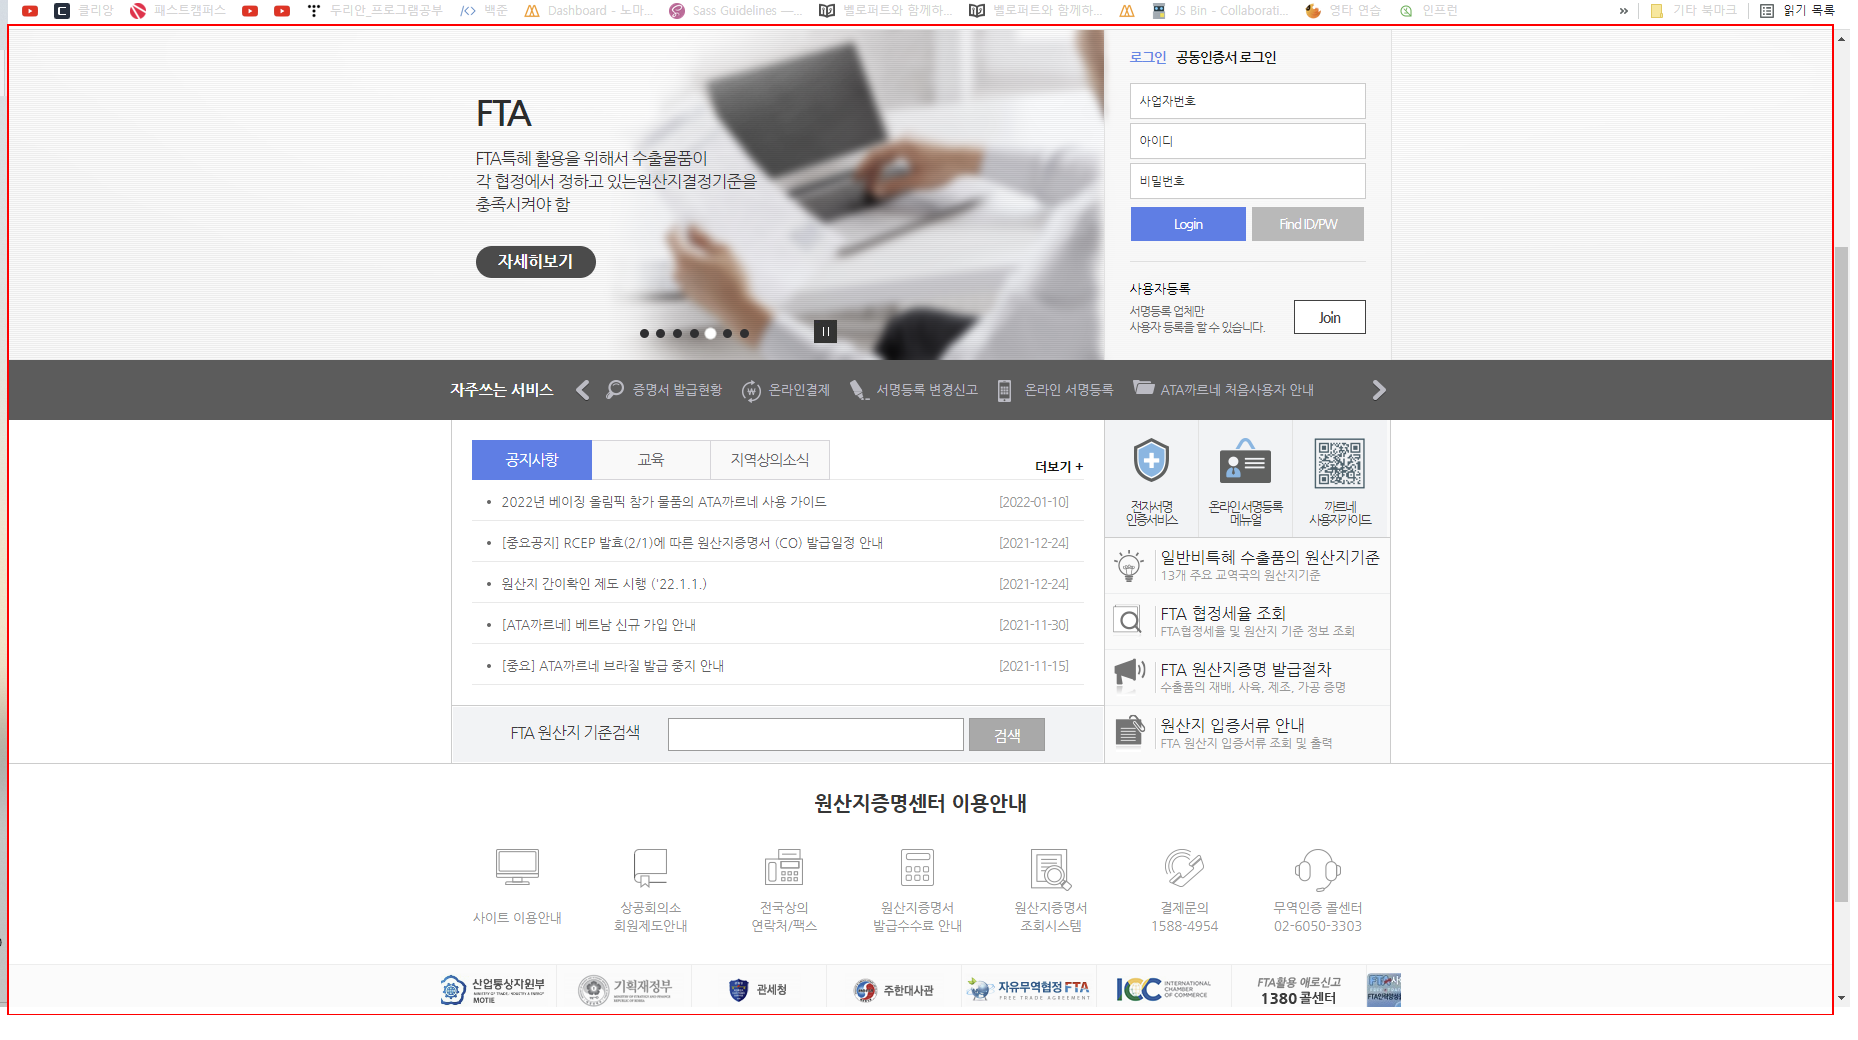 클리앙
패스트캠퍼스
두리안_프로그램공부
백준
Dashboard - 노마...
Sass Guidelines —...
벨로퍼트와 함께하...
벨로퍼트와 함께하...
JS Bin - Collaborati...
영타 연습
인프런
»
기타 북마크
읽기 목록
FTA
FTA특혜 활용을 위해서 수출물품이
각 협정에서 정하고 있는원산지결정기준을
충족시켜야 함
자세히보기
로그인 공동인증서 로그인
사업자번호
아이디
비밀번호
Login
Find ID/PW
사용자등록
서명등록 업체만
사용자 등록을 할 수 있습니다.
Join
자주쓰는 서비스
증명서 발급현황
온라인결제
서명등록 변경신고
온라인 서명등록
ATA까르네 처음사용자 안내
공지사항
교육
지역상의소식
더보기 +
• 2022년 베이징 올림픽 참가 물품의 ATA까르네 사용 가이드 [2022-01-10]
• [중요공지] RCEP 발효(2/1)에 따른 원산지증명서 (CO) 발급일정 안내 [2021-12-24]
• 원산지 간이확인 제도 시행 ('22.1.1.) [2021-12-24]
• [ATA까르네] 베트남 신규 가입 안내 [2021-11-30]
• [중요] ATA까르네 브라질 발급 중지 안내 [2021-11-15]
FTA 원산지 기준검색
검색
전자서명
인증서비스
온라인 서명등록
메뉴얼
까르네
사용자가이드
일반비특혜 수출품의 원산지기준
13개 주요 교역국의 원산지기준
FTA 협정세율 조회
FTA협정세율 및 원산지 기준 정보 조회
FTA 원산지증명 발급절차
수출품의 재배, 사육, 제조, 가공 증명
원산지 입증서류 안내
FTA 원산지 입증서류 조회 및 출력
원산지증명센터 이용안내
사이트 이용안내
상공회의소
회원제도안내
전국상의
연락처/팩스
원산지증명서
발급수수료 안내
원산지증명서
조회시스템
결제문의
1588-4954
무역인증 콜센터
02-6050-3303
산업통상자원부
MINISTRY OF TRADE, INDUSTRY & ENERGY
MOTIE
기획재정부
MINISTRY OF STRATEGY AND FINANCE
관세청
주한대사관
자유무역협정 FTA
FREE TRADE AGREEMENT
ICC INTERNATIONAL
CHAMBER
OF COMMERCE
FTA활용 애로신고
1380 콜센터